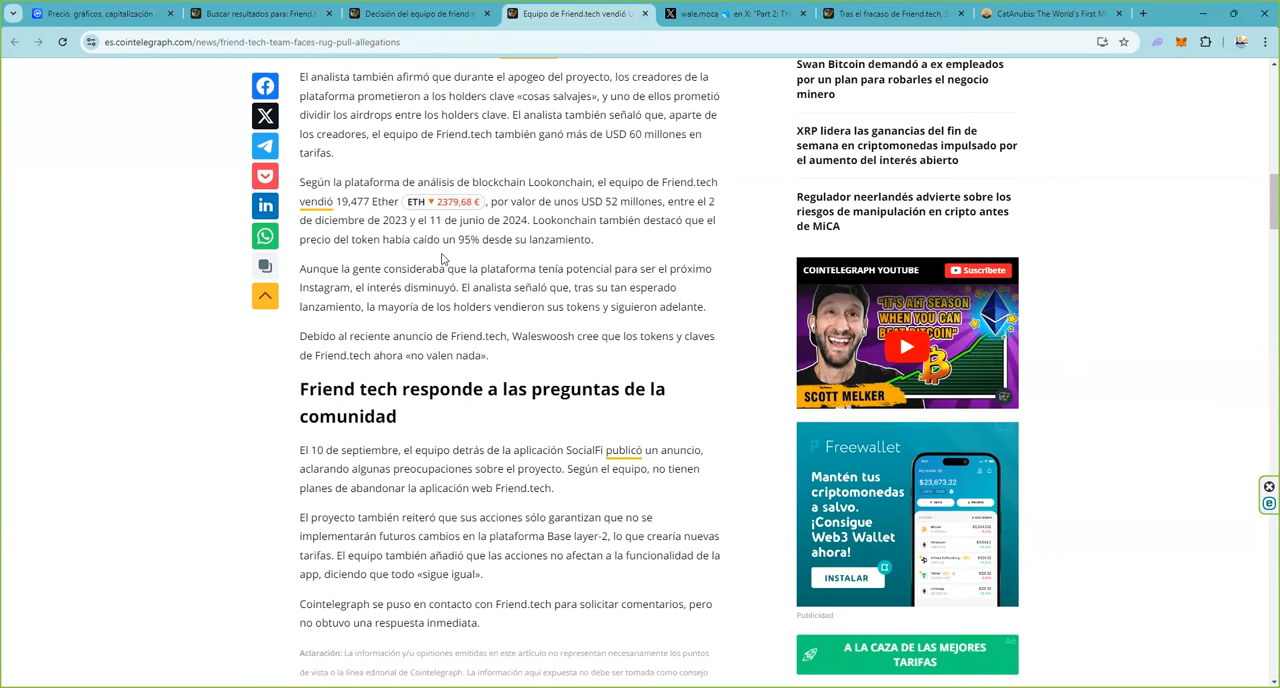 Precio, gráficos, capitalización
Buscar resultados para: Friend.t
Decisión del equipo de friend.t
Equipo de Friend.tech vendió U
wale.moca en X: "Part 2: Th
Tras el fracaso de Friend.tech, S
CatAnubis: The World's First M
es.cointelegraph.com/news/friend-tech-team-faces-rug-pull-allegations
El analista también afirmó que durante el apogeo del proyecto, los creadores de la
plataforma prometieron a los holders clave «cosas salvajes», y uno de ellos prometió
dividir los airdrops entre los holders clave. El analista también señaló que, aparte de
los creadores, el equipo de Friend.tech también ganó más de USD 60 millones en
tarifas.
Según la plataforma de análisis de blockchain Lookonchain, el equipo de Friend.tech
vendió 19,477 Ether ETH ▼ 2379,68 € , por valor de unos USD 52 millones, entre el 2
de diciembre de 2023 y el 11 de junio de 2024. Lookonchain también destacó que el
precio del token había caído un 95% desde su lanzamiento.
Aunque la gente consideraba que la plataforma tenía potencial para ser el próximo
Instagram, el interés disminuyó. El analista señaló que, tras su tan esperado
lanzamiento, la mayoría de los holders vendieron sus tokens y siguieron adelante.
Debido al reciente anuncio de Friend.tech, Waleswoosh cree que los tokens y claves
de Friend.tech ahora «no valen nada».
Friend tech responde a las preguntas de la
comunidad
El 10 de septiembre, el equipo detrás de la aplicación SocialFi publicó un anuncio,
aclarando algunas preocupaciones sobre el proyecto. Según el equipo, no tienen
planes de abandonar la aplicación web Friend.tech.
El proyecto también reiteró que sus acciones sólo garantizan que no se
implementarán futuros cambios en la plataforma Base layer-2, lo que crearía nuevas
tarifas. El equipo también añadió que las acciones no afectan a la funcionalidad de la
app, diciendo que todo «sigue igual».
Cointelegraph se puso en contacto con Friend.tech para solicitar comentarios, pero
no obtuvo una respuesta inmediata.
Aclaración: La información y/u opiniones emitidas en este artículo no representan necesariamente los puntos
de vista o la línea editorial de Cointelegraph. La información aquí expuesta no debe ser tomada como consejo
Swan Bitcoin demandó a ex empleados
por un plan para robarles el negocio
minero
XRP lidera las ganancias del fin de
semana en criptomonedas impulsado por
el aumento del interés abierto
Regulador neerlandés advierte sobre los
riesgos de manipulación en cripto antes
de MiCA
COINTELEGRAPH YOUTUBE
Suscríbete
"IT'S ALT SEASON
WHEN YOU CAN
BEAT BITCOIN"
SCOTT MELKER
Freewallet
Mantén tus
criptomonedas
a salvo.
¡Consigue
Web3 Wallet
ahora!
INSTALAR
$23,673.22
Publicidad
Ad
A LA CAZA DE LAS MEJORES
TARIFAS